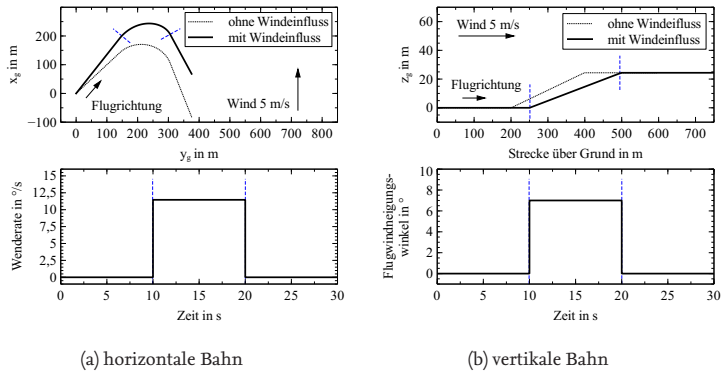 ohne Windeinfluss
mit Windeinfluss
200
100
0
−100
x_g in m
Flugrichtung
Wind 5 m/s
0 100 200 300 400 500 600 700 800
y_g in m
Wind 5 m/s
ohne Windeifluss
mit Windeinfluss
60
40
20
0
z_g in m
Flugrichtung
0 100 200 300 400 500 600 700
Strecke über Grund in m
12,5
10
7,5
5
2,5
0
Wenderate in °/s
0 5 10 15 20 25 30
Zeit in s
10
8
6
4
2
0
Flugwindneigungs-
winkel in °
0 5 10 15 20 25 30
Zeit in s
(a) horizontale Bahn
(b) vertikale Bahn